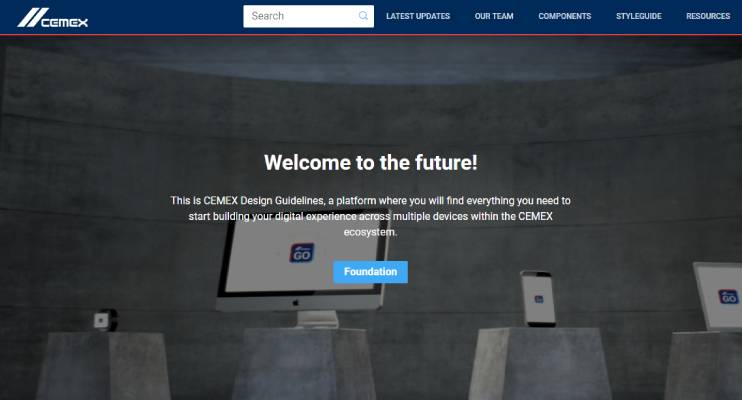 CEMEX
Search
LATEST UPDATES
OUR TEAM
COMPONENTS
STYLEGUIDE
RESOURCES
Welcome to the future!
This is CEMEX Design Guidelines, a platform where you will find everything you need to
start building your digital experience across multiple devices within the CEMEX
ecosystem.
GO
Foundation
GO